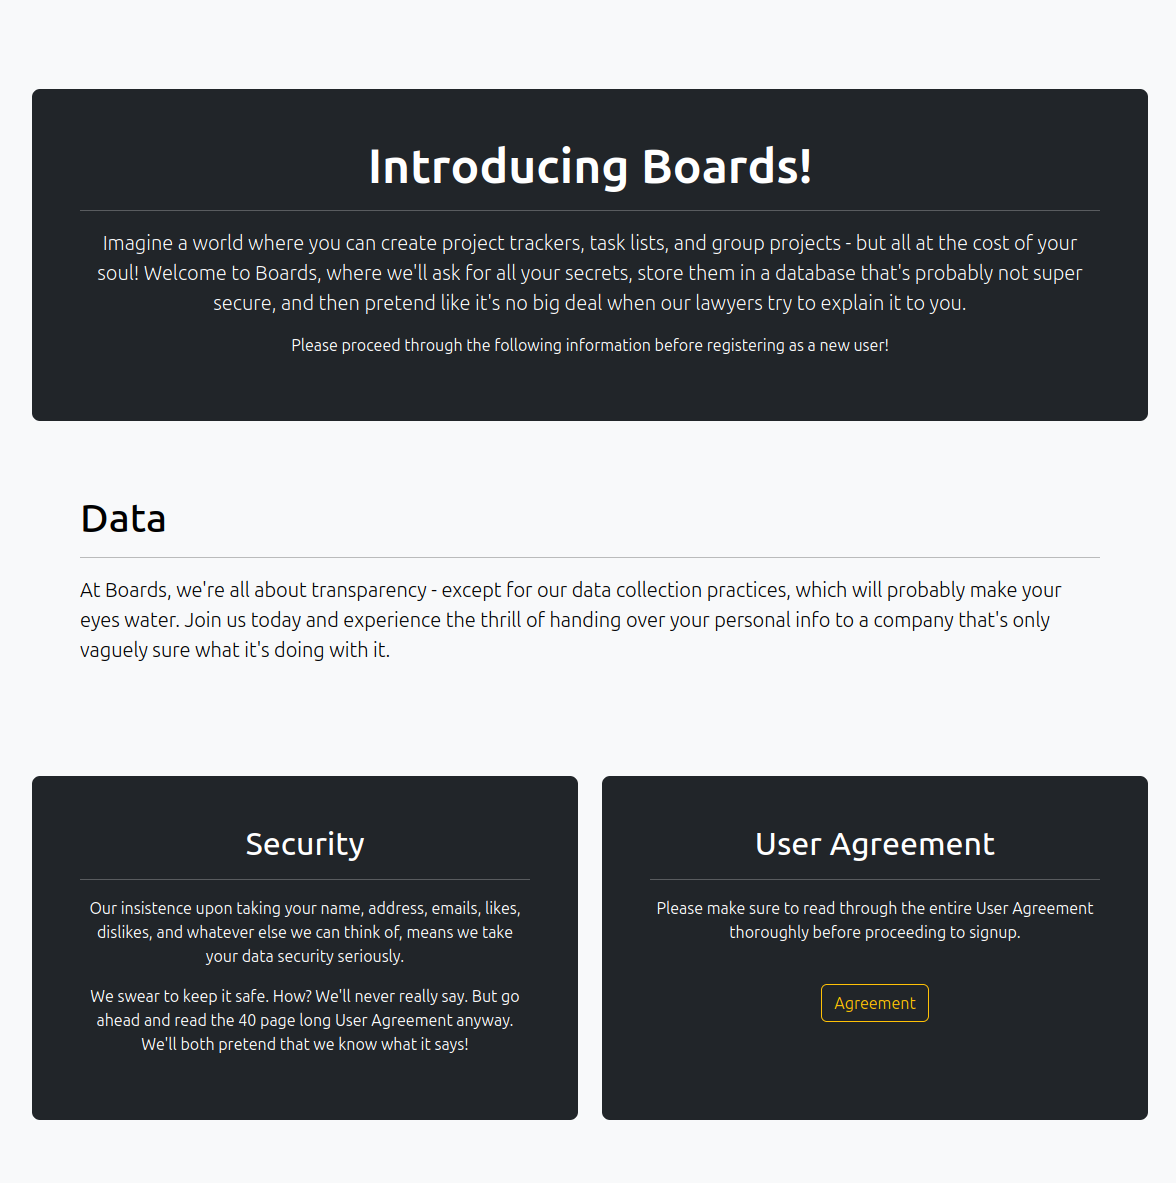 Introducing Boards!
Imagine a world where you can create project trackers, task lists, and group projects - but all at the cost of your
soul! Welcome to Boards, where we'll ask for all your secrets, store them in a database that's probably not super
secure, and then pretend like it's no big deal when our lawyers try to explain it to you.
Please proceed through the following information before registering as a new user!
Data
At Boards, we're all about transparency - except for our data collection practices, which will probably make your
eyes water. Join us today and experience the thrill of handing over your personal info to a company that's only
vaguely sure what it's doing with it.
Security
Our insistence upon taking your name, address, emails, likes,
dislikes, and whatever else we can think of, means we take
your data security seriously.
We swear to keep it safe. How? We'll never really say. But go
ahead and read the 40 page long User Agreement anyway.
We'll both pretend that we know what it says!
User Agreement
Please make sure to read through the entire User Agreement
thoroughly before proceeding to signup.
Agreement